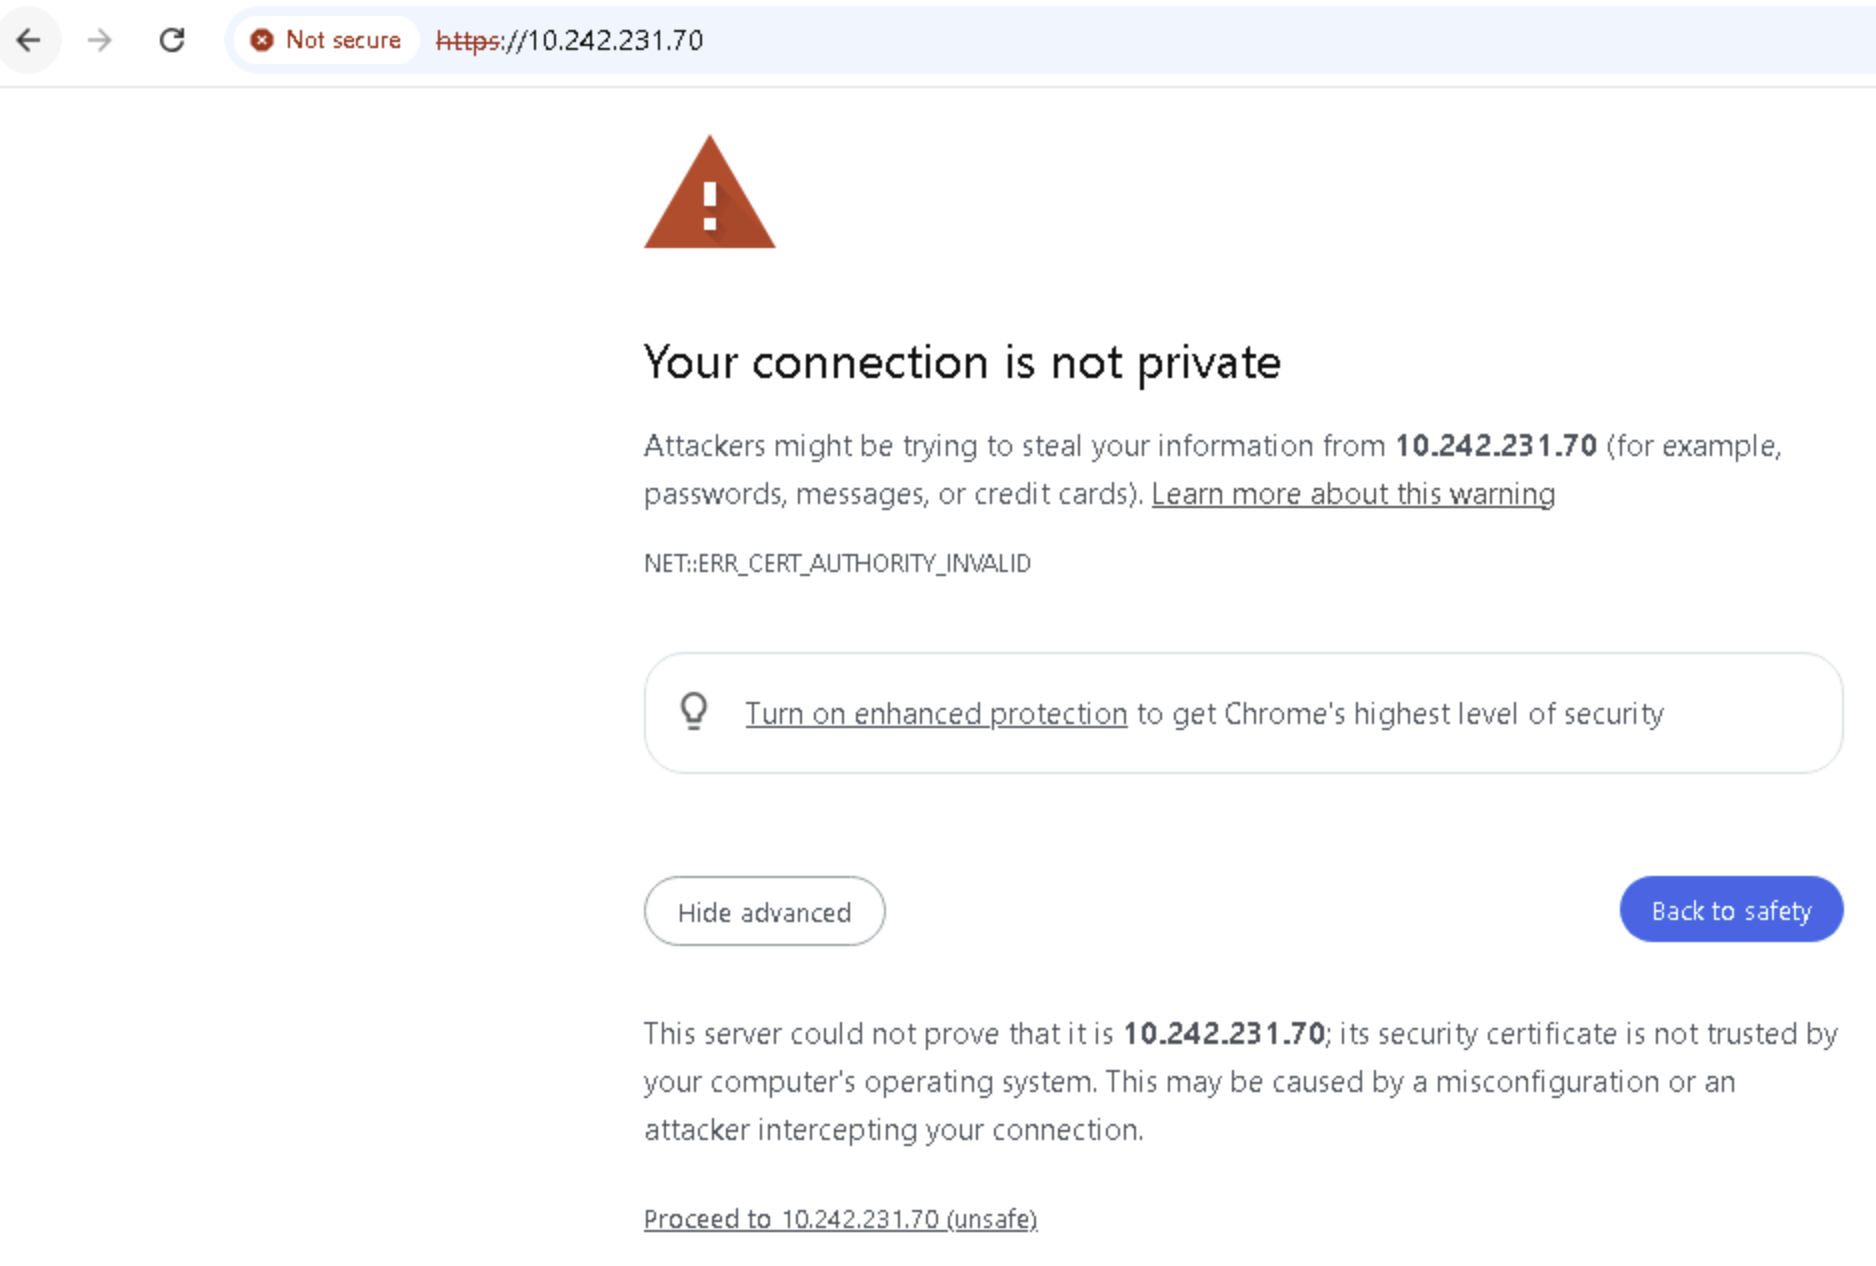 Not secure https://10.242.231.70
Your connection is not private
Attackers might be trying to steal your information from 10.242.231.70 (for example,
passwords, messages, or credit cards). Learn more about this warning
NET::ERR_CERT_AUTHORITY_INVALID
Turn on enhanced protection to get Chrome's highest level of security
Hide advanced
Back to safety
This server could not prove that it is 10.242.231.70; its security certificate is not trusted by
your computer's operating system. This may be caused by a misconfiguration or an
attacker intercepting your connection.
Proceed to 10.242.231.70 (unsafe)